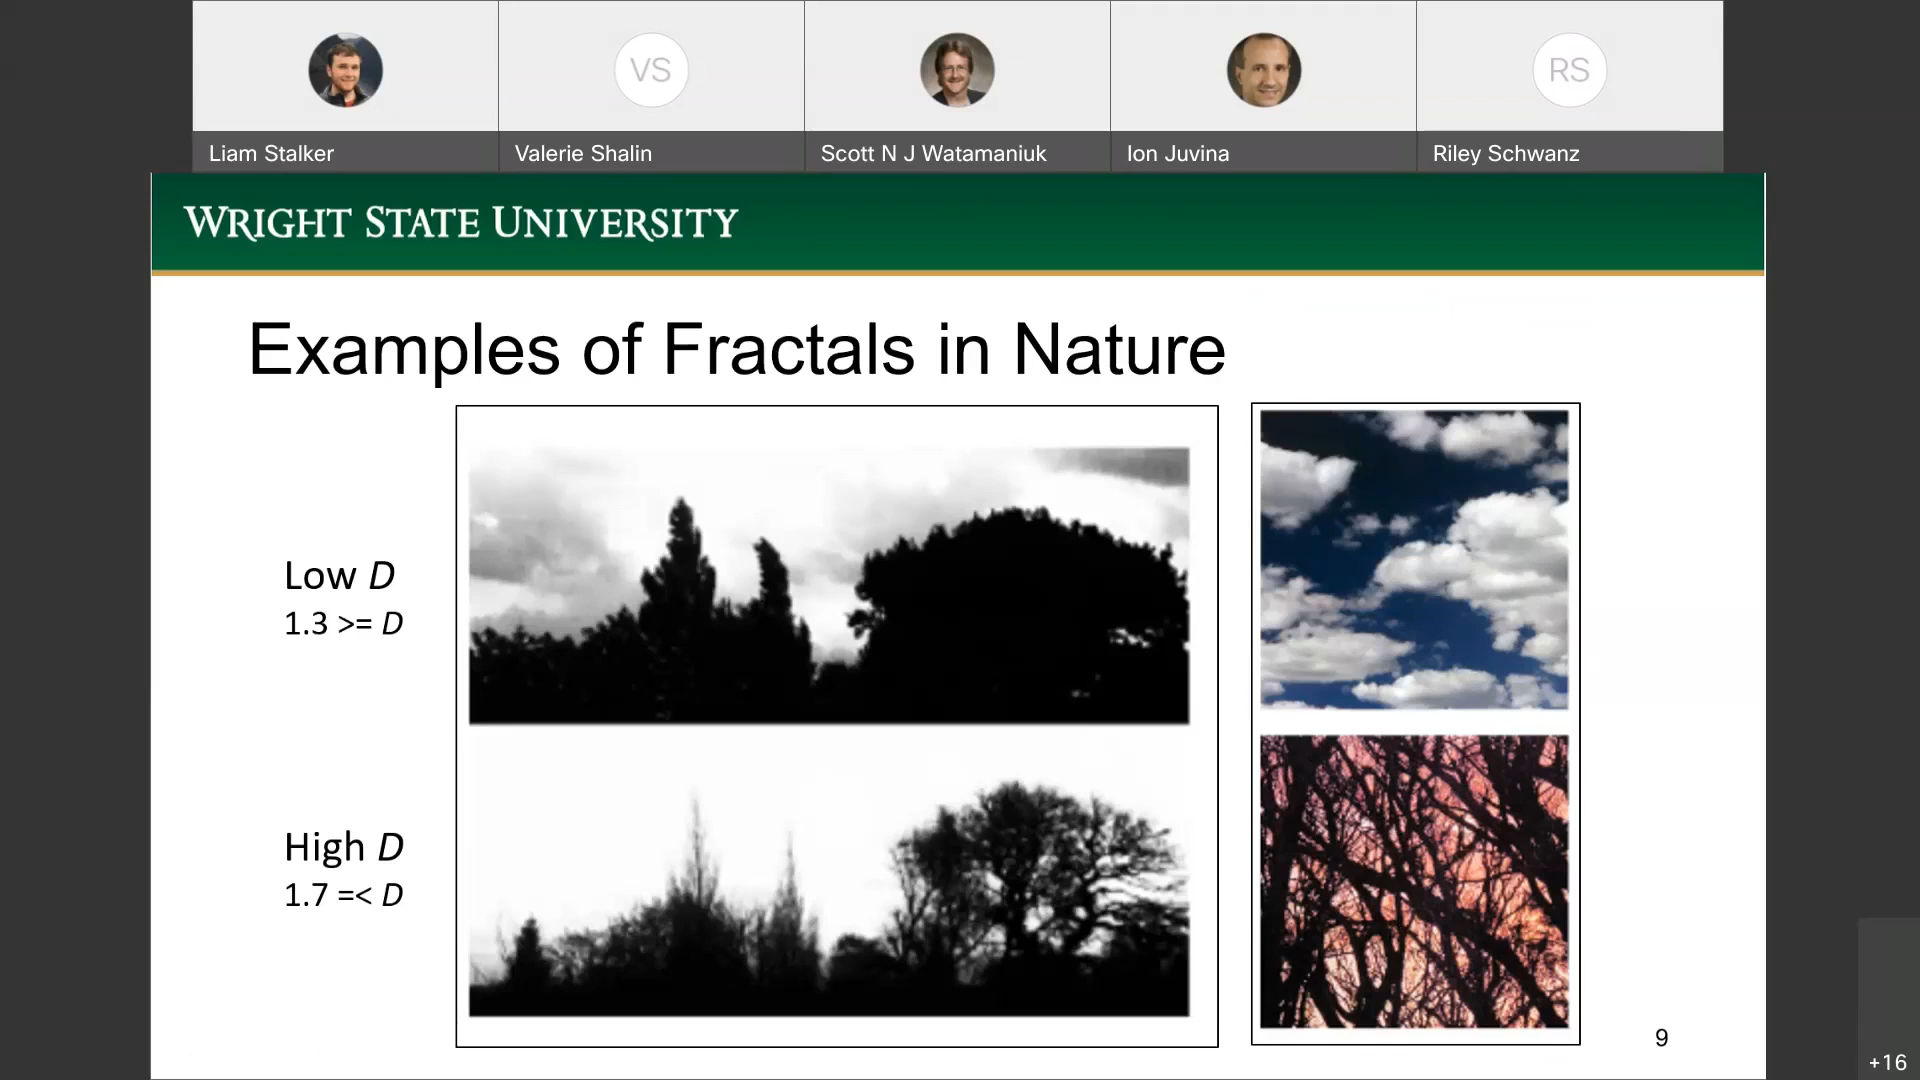 VS
RS
Liam Stalker
Valerie Shalin
Scott N J Watamaniuk
Ion Juvina
Riley Schwanz
WRIGHT STATE UNIVERSITY
Examples of Fractals in Nature
Low D
1.3 >= D
High D
1.7 =< D
9
+16